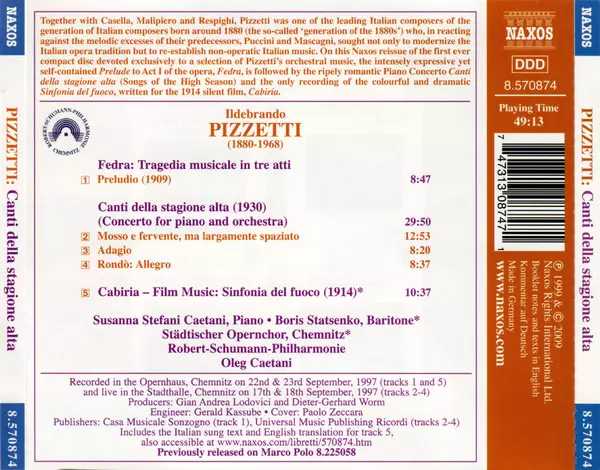 NAXOS
PIZZETTI: Canti della stagione alta
8.570874
Together with Casella, Malipiero and Respighi, Pizzetti was one of the leading Italian composers of the
generation of Italian composers born around 1880 (the so-called ‘generation of the 1880s’) who, in reacting
against the melodic excesses of their predecessors, Puccini and Mascagni, sought not only to modernize the
Italian opera tradition but to re-establish non-operatic Italian music. On this Naxos reissue of the first ever
compact disc devoted exclusively to a selection of Pizzetti’s orchestral music, the intensely expressive yet
self-contained Prelude to Act I of the opera, Fedra, is followed by the ripely romantic Piano Concerto Canti
della stagione alta (Songs of the High Season) and the only recording of the colourful and dramatic
Sinfonia del fuoco, written for the 1914 silent film, Cabiria.
ROBERT-SCHUMANN-PHILHARMONIE CHEMNITZ
Ildebrando
PIZZETTI
(1880-1968)
Fedra: Tragedia musicale in tre atti
1 Preludio (1909) 8:47
Canti della stagione alta (1930)
(Concerto for piano and orchestra) 29:50
2 Mosso e fervente, ma largamente spaziato 12:53
3 Adagio 8:20
4 Rondò: Allegro 8:37
5 Cabiria – Film Music: Sinfonia del fuoco (1914)* 10:37
Susanna Stefani Caetani, Piano • Boris Statsenko, Baritone*
Städtischer Opernchor, Chemnitz*
Robert-Schumann-Philharmonie
Oleg Caetani
Recorded in the Opernhaus, Chemnitz on 22nd & 23rd September, 1997 (tracks 1 and 5)
and live in the Stadthalle, Chemnitz on 17th & 18th September, 1997 (tracks 2-4)
Producers: Gian Andrea Lodovici and Dieter-Gerhard Worm
Engineer: Gerald Kassube • Cover: Paolo Zeccara
Publishers: Casa Musicale Sonzogno (track 1), Universal Music Publishing Ricordi (tracks 2-4)
Includes the Italian sung text and English translation for track 5,
also accessible at www.naxos.com/libretti/570874.htm
Previously released on Marco Polo 8.225058
NAXOS
DDD
8.570874
Playing Time
49:13
7 47313 08747 1
℗ 1999 & © 2009
Naxos Rights International Ltd.
Booklet notes and texts in English
Kommentar auf Deutsch
Made in Germany
www.naxos.com
NAXOS
PIZZETTI: Canti della stagione alta
8.570874